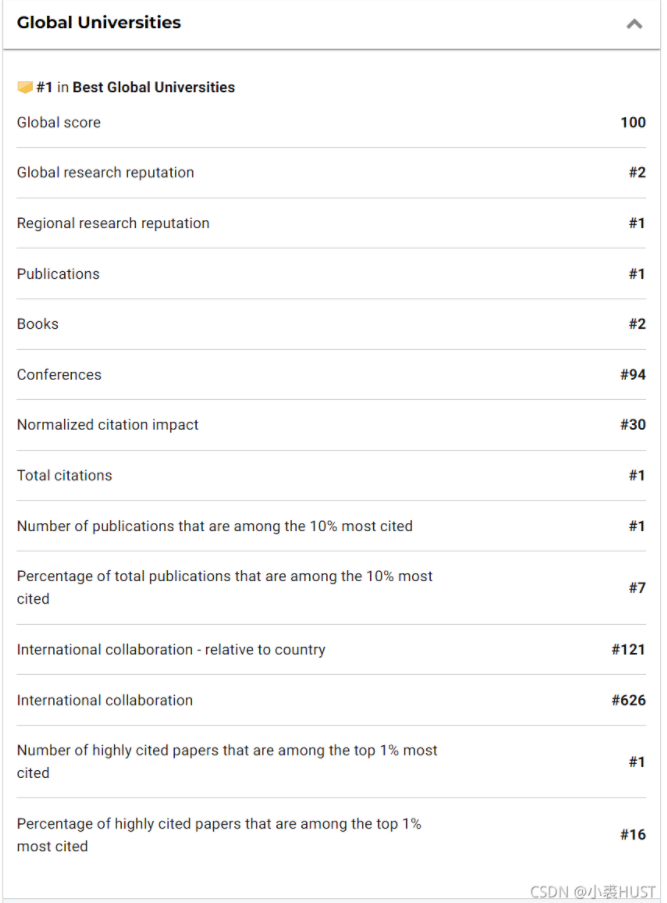 Global Universities
#1 in Best Global Universities
Global score 100
Global research reputation #2
Regional research reputation #1
Publications #1
Books #2
Conferences #94
Normalized citation impact #30
Total citations #1
Number of publications that are among the 10% most cited #1
Percentage of total publications that are among the 10% most
cited #7
International collaboration - relative to country #121
International collaboration #626
Number of highly cited papers that are among the top 1% most
cited #1
Percentage of highly cited papers that are among the top 1%
most cited #16
CSDN @小裘HUST